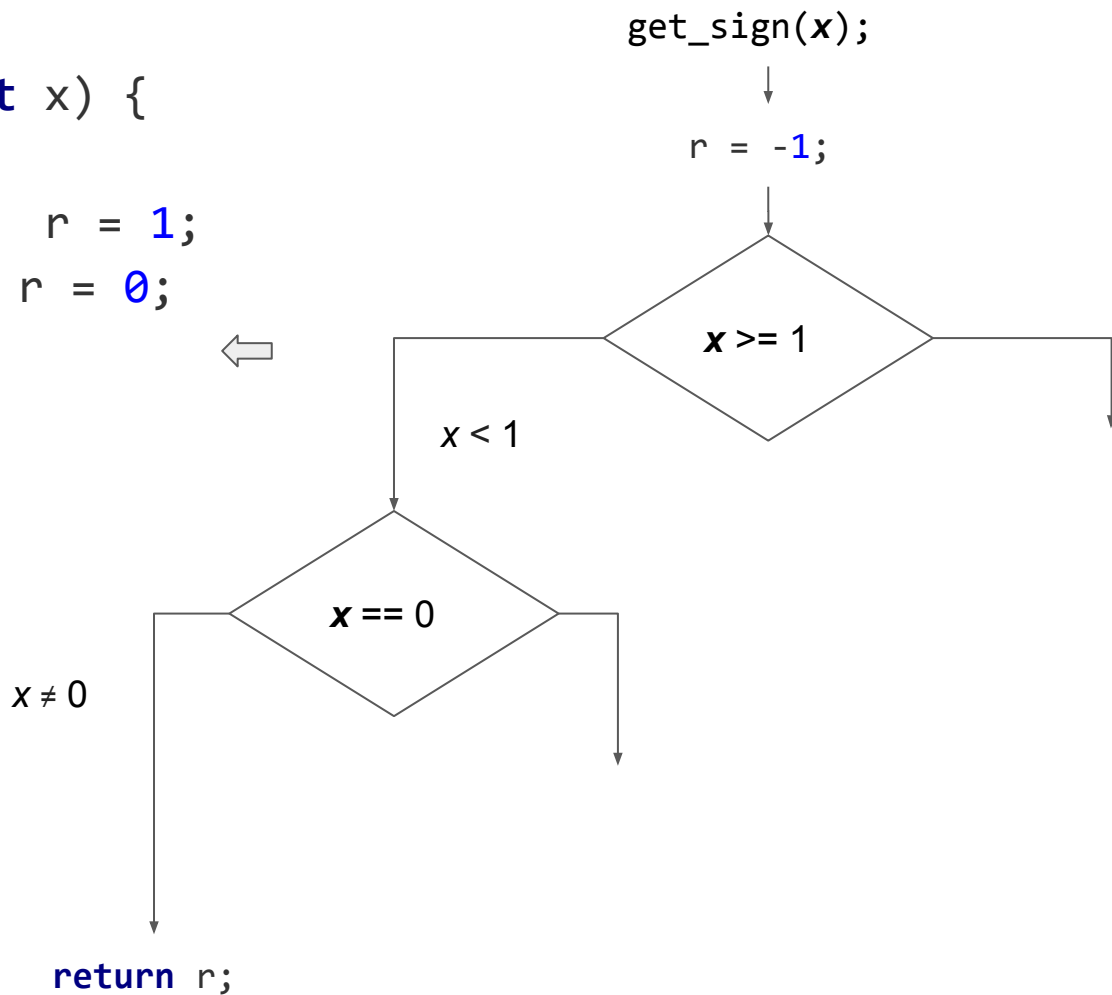 get_sign(x);
t x) {
r = -1;
r = 1;
r = 0;
x >= 1
x < 1
x == 0
x ≠ 0
return r;